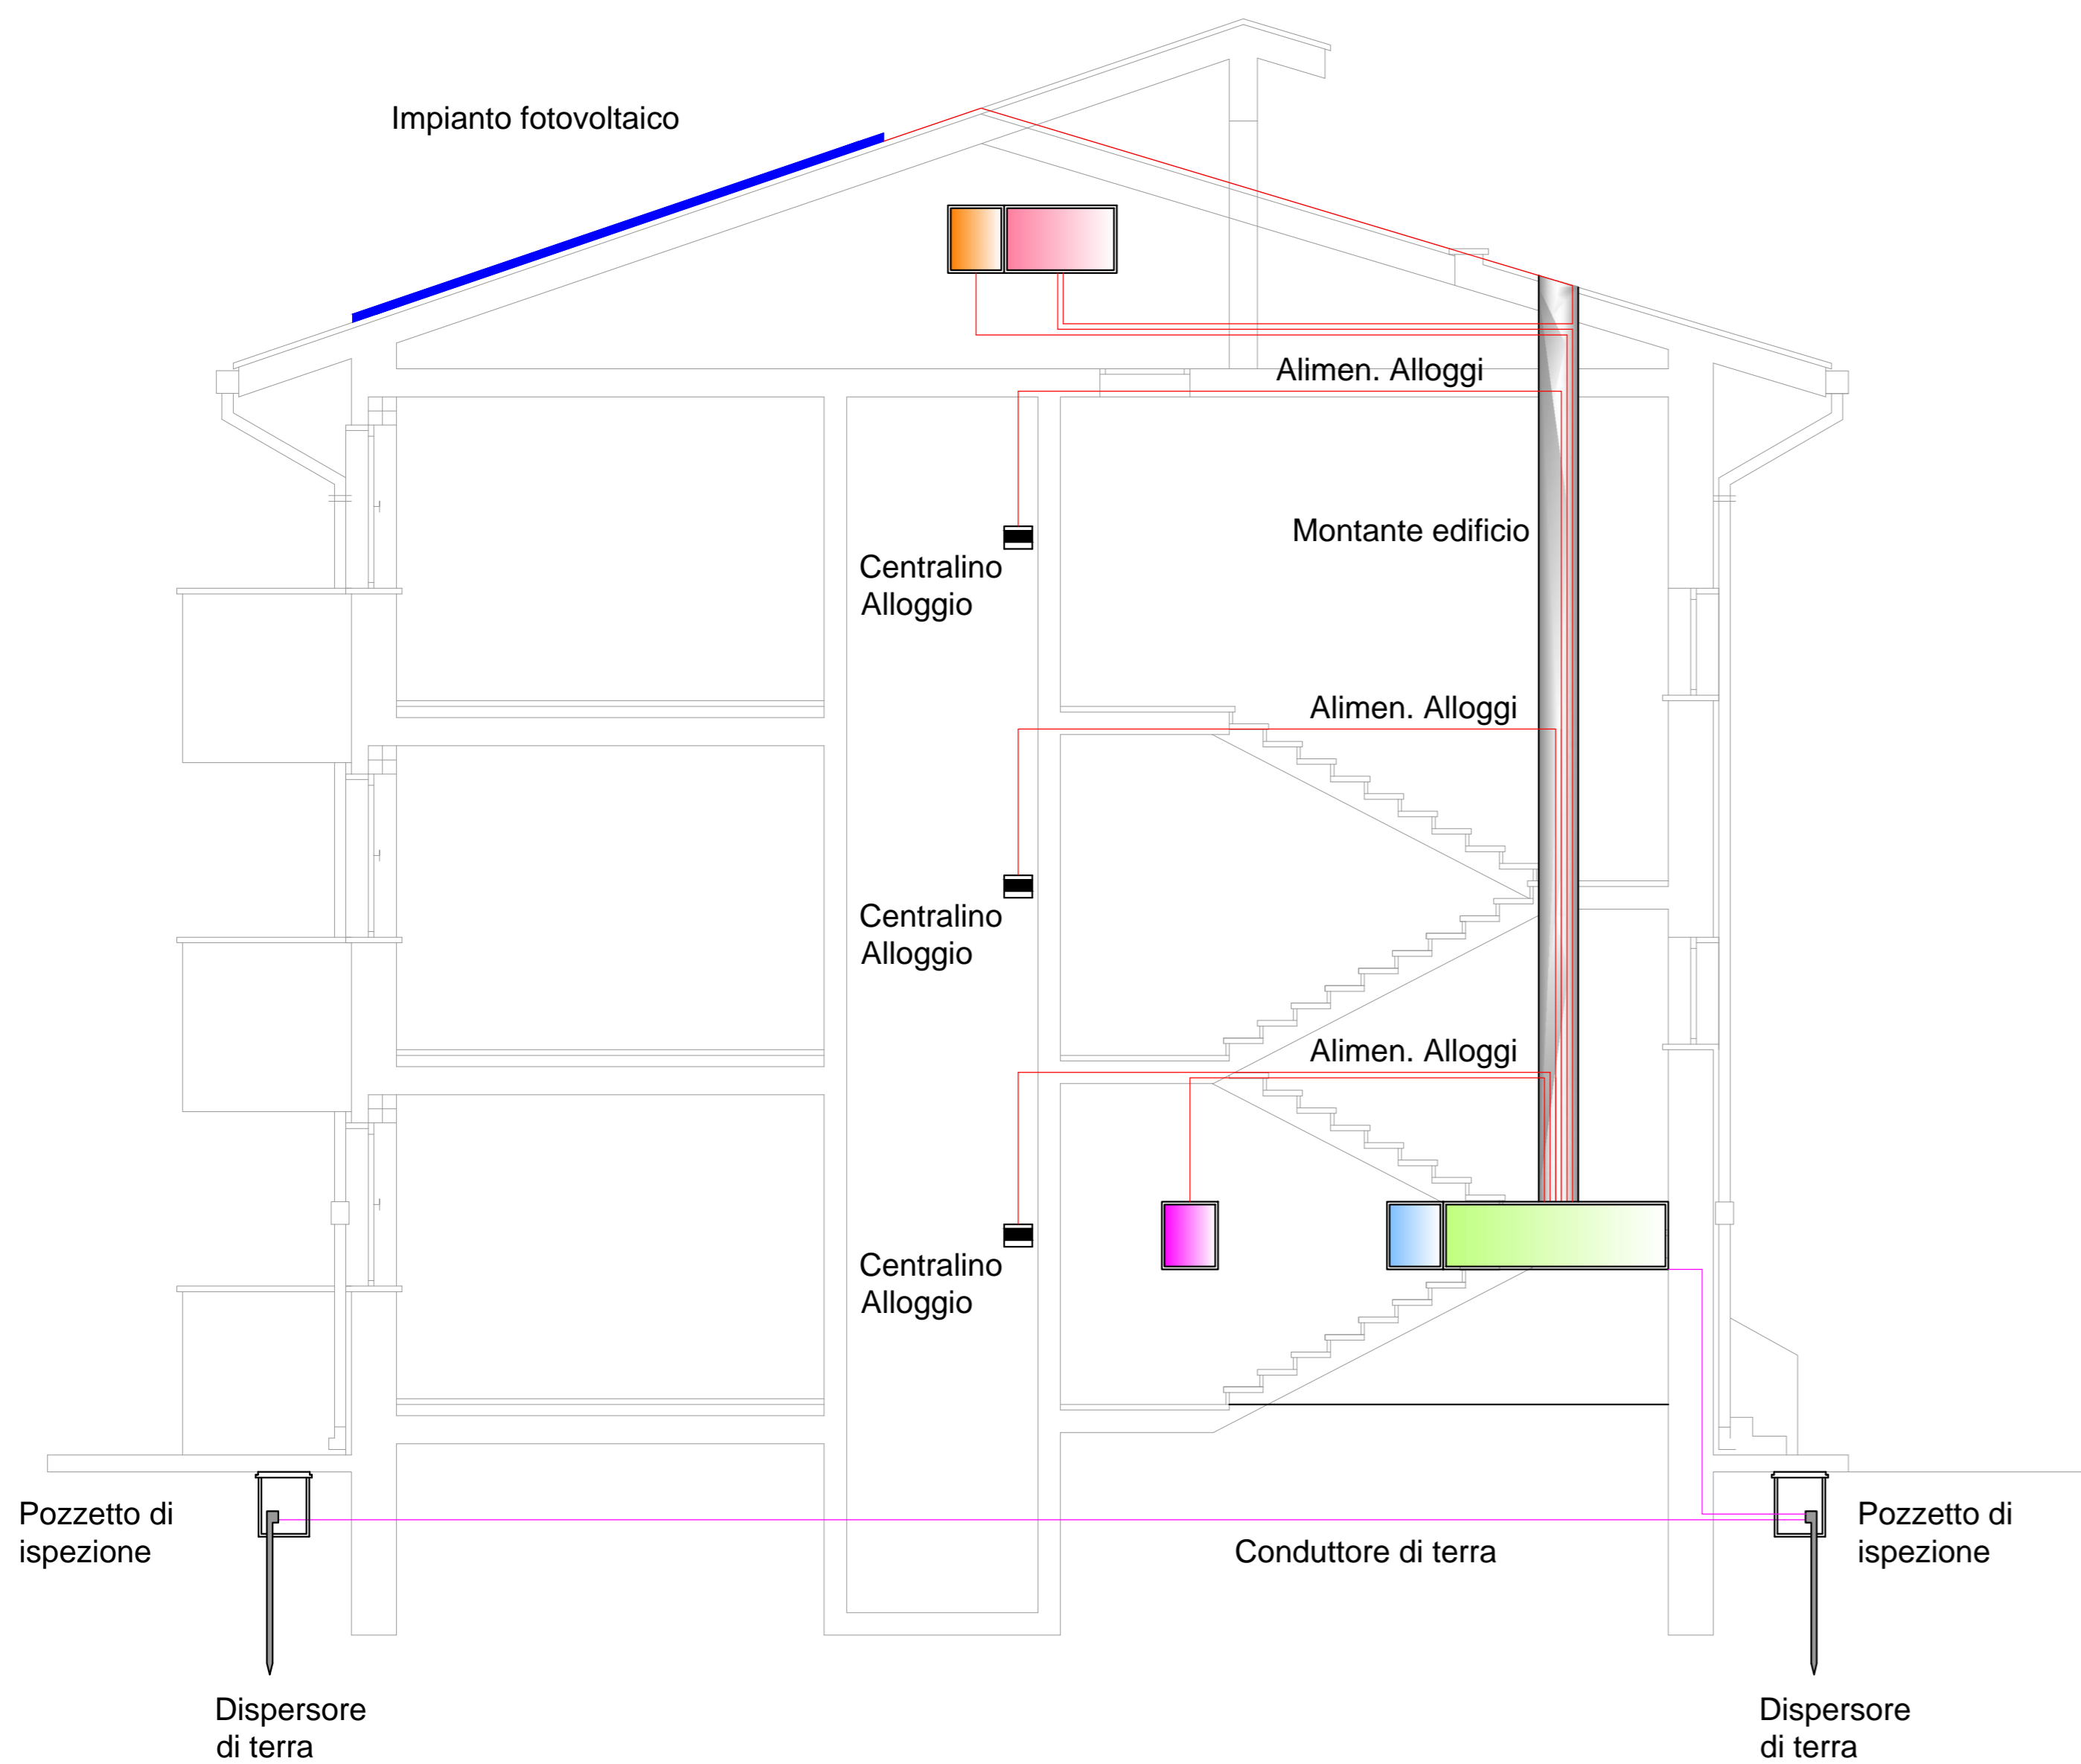 Impianto fotovoltaico
Alimen. Alloggi
Montante edificio
Centralino
Alloggio
Alimen. Alloggi
Centralino
Alloggio
Alimen. Alloggi
Centralino
Alloggio
Pozzetto di
ispezione
Conduttore di terra
Pozzetto di
ispezione
Dispersore
di terra
Dispersore
di terra